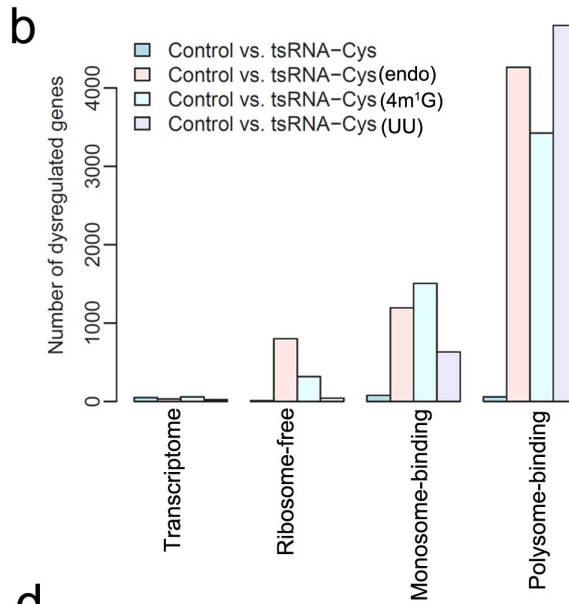 b
Control vs. tsRNA−Cys
Control vs. tsRNA−Cys(endo)
Control vs. tsRNA−Cys(4m¹G)
Control vs. tsRNA−Cys(UU)
Number of dysregulated genes
4000
3000
2000
1000
0
Transcriptome
Ribosome-free
Monosome-binding
Polysome-binding
d